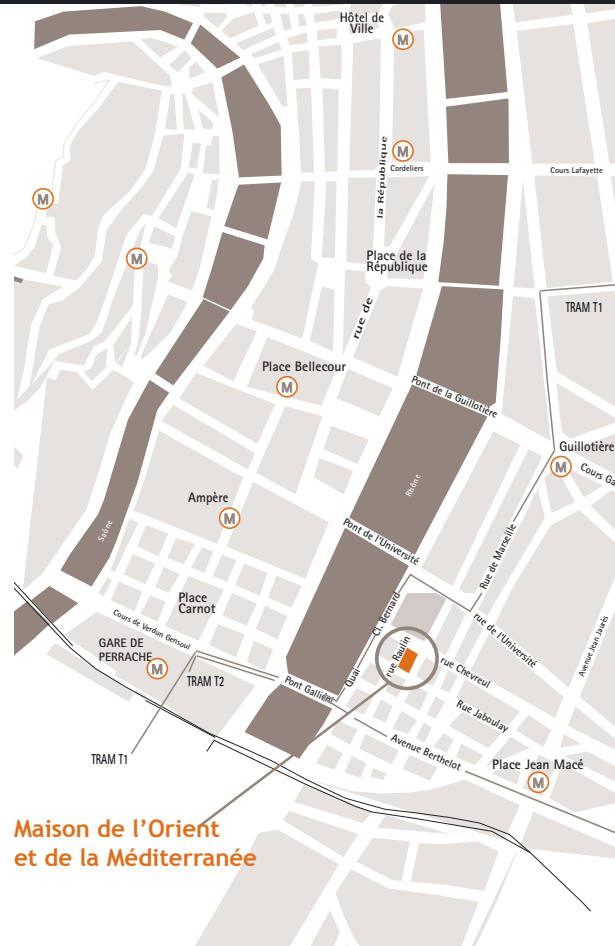 Hôtel de
Ville
M
M
la République
Cordeliers
Cours Lafayette
M
M
Place de la
République
rue de
TRAM T1
Place Bellecour
M
Pont de la Guillotière
Guillotière
M
Cours Ga
Rhône
Ampère
M
Saône
Pont de l'Université
Rue de Marseille
Place
Carnot
Cl. Bernard
Quai
Cours de Verdun Gensoul
rue de l'Université
Avenue Jean Jaurès
GARE DE
PERRACHE
M
rue Raulin
rue Chevreul
TRAM T2
Pont Galliéni
Rue Jaboulay
Avenue Berthelot
TRAM T1
Place Jean Macé
M
Maison de l’Orient
et de la Méditerranée